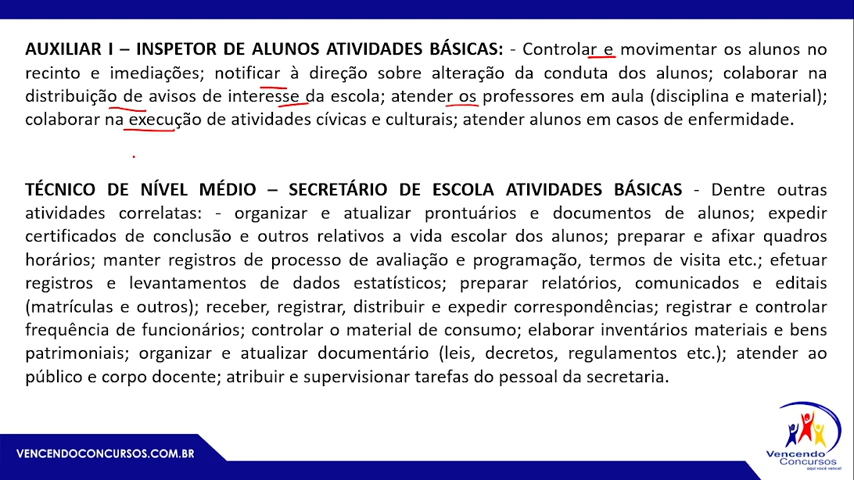 AUXILIAR I – INSPETOR DE ALUNOS ATIVIDADES BÁSICAS: - Controlar e movimentar os alunos no
recinto e imediações; notificar à direção sobre alteração da conduta dos alunos; colaborar na
distribuição de avisos de interesse da escola; atender os professores em aula (disciplina e material);
colaborar na execução de atividades cívicas e culturais; atender alunos em casos de enfermidade.
TÉCNICO DE NÍVEL MÉDIO – SECRETÁRIO DE ESCOLA ATIVIDADES BÁSICAS - Dentre outras
atividades correlatas: - organizar e atualizar prontuários e documentos de alunos; expedir
certificados de conclusão e outros relativos a vida escolar dos alunos; preparar e afixar quadros
horários; manter registros de processo de avaliação e programação, termos de visita etc.; efetuar
registros e levantamentos de dados estatísticos; preparar relatórios, comunicados e editais
(matrículas e outros); receber, registrar, distribuir e expedir correspondências; registrar e controlar
frequência de funcionários; controlar o material de consumo; elaborar inventários materiais e bens
patrimoniais; organizar e atualizar documentário (leis, decretos, regulamentos etc.); atender ao
público e corpo docente; atribuir e supervisionar tarefas do pessoal da secretaria.
VENCENDOCONCURSOS.COM.BR
Vencendo
Concursos
aqui você vence!